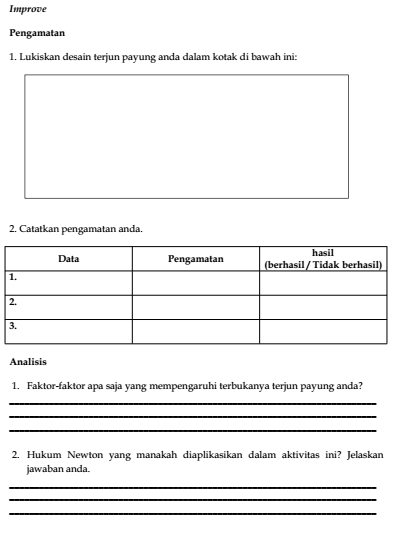 Improve
Pengamatan
1. Lukiskan desain terjun payung anda dalam kotak di bawah ini:
2. Catatkan pengamatan anda.
Data
Pengamatan
hasil
(berhasil / Tidak berhasil)
1.
2.
3.
Analisis
1. Faktor-faktor apa saja yang mempengaruhi terbukanya terjun payung anda?
2. Hukum Newton yang manakah diaplikasikan dalam aktivitas ini? Jelaskan
jawaban anda.